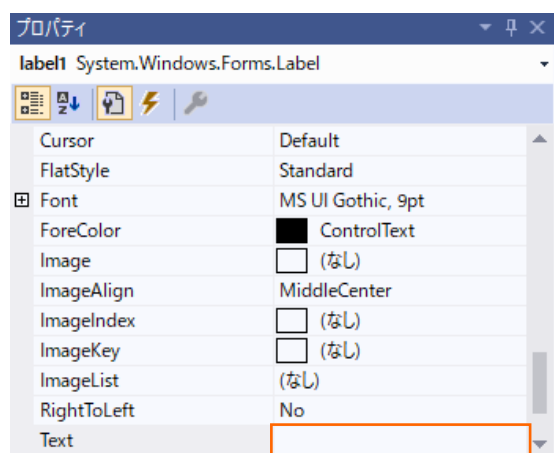 プロパティ
label1 System.Windows.Forms.Label
Cursor Default
FlatStyle Standard
Font MS UI Gothic, 9pt
ForeColor ControlText
Image (なし)
ImageAlign MiddleCenter
ImageIndex (なし)
ImageKey (なし)
ImageList (なし)
RightToLeft No
Text